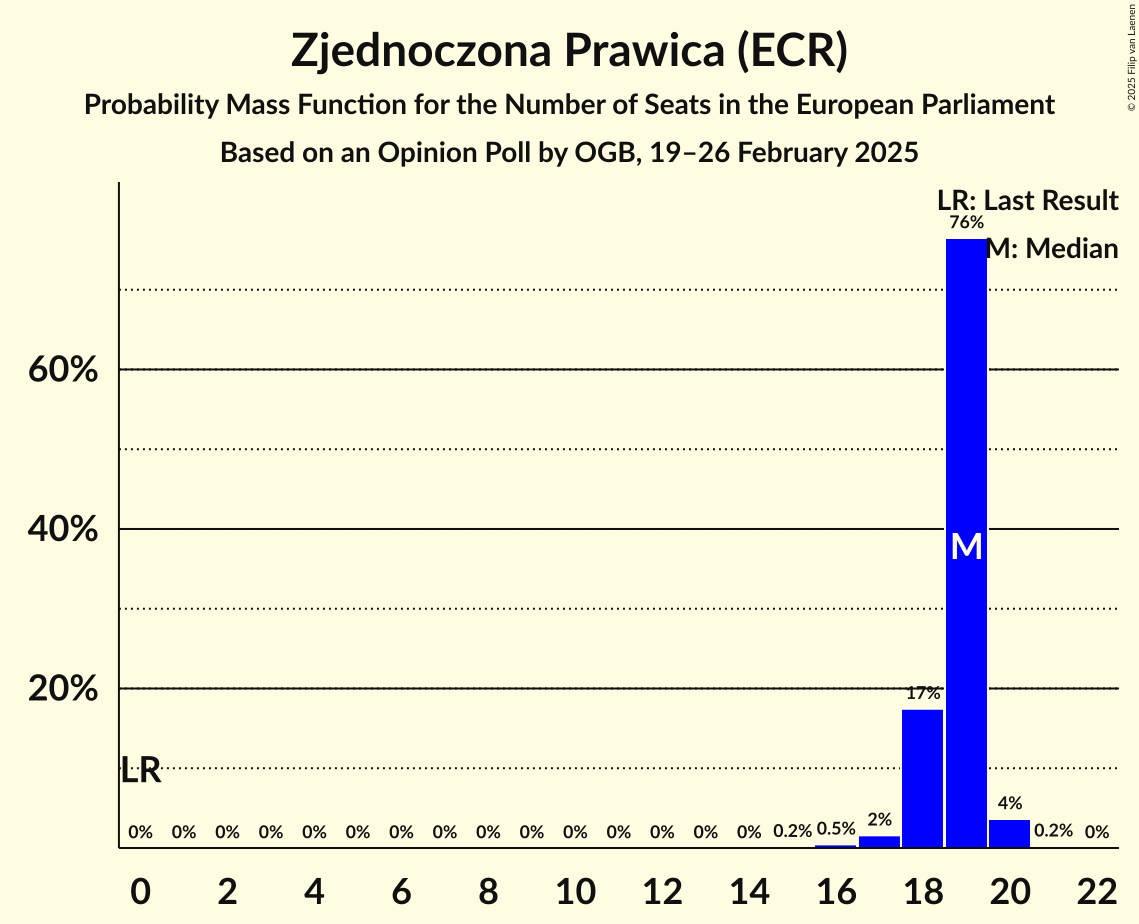 Zjednoczona Prawica (ECR)
Probability Mass Function for the Number of Seats in the European Parliament
Based on an Opinion Poll by OGB, 19–26 February 2025
© 2025 Filip van Laenen
LR: Last Result
M: Median
76%
60%
40%
M
20%
17%
LR
0% 0% 0% 0% 0% 0% 0% 0% 0% 0% 0% 0% 0% 0% 0% 0.2% 0.5% 2% 4% 0.2% 0%
0 2 4 6 8 10 12 14 16 18 20 22